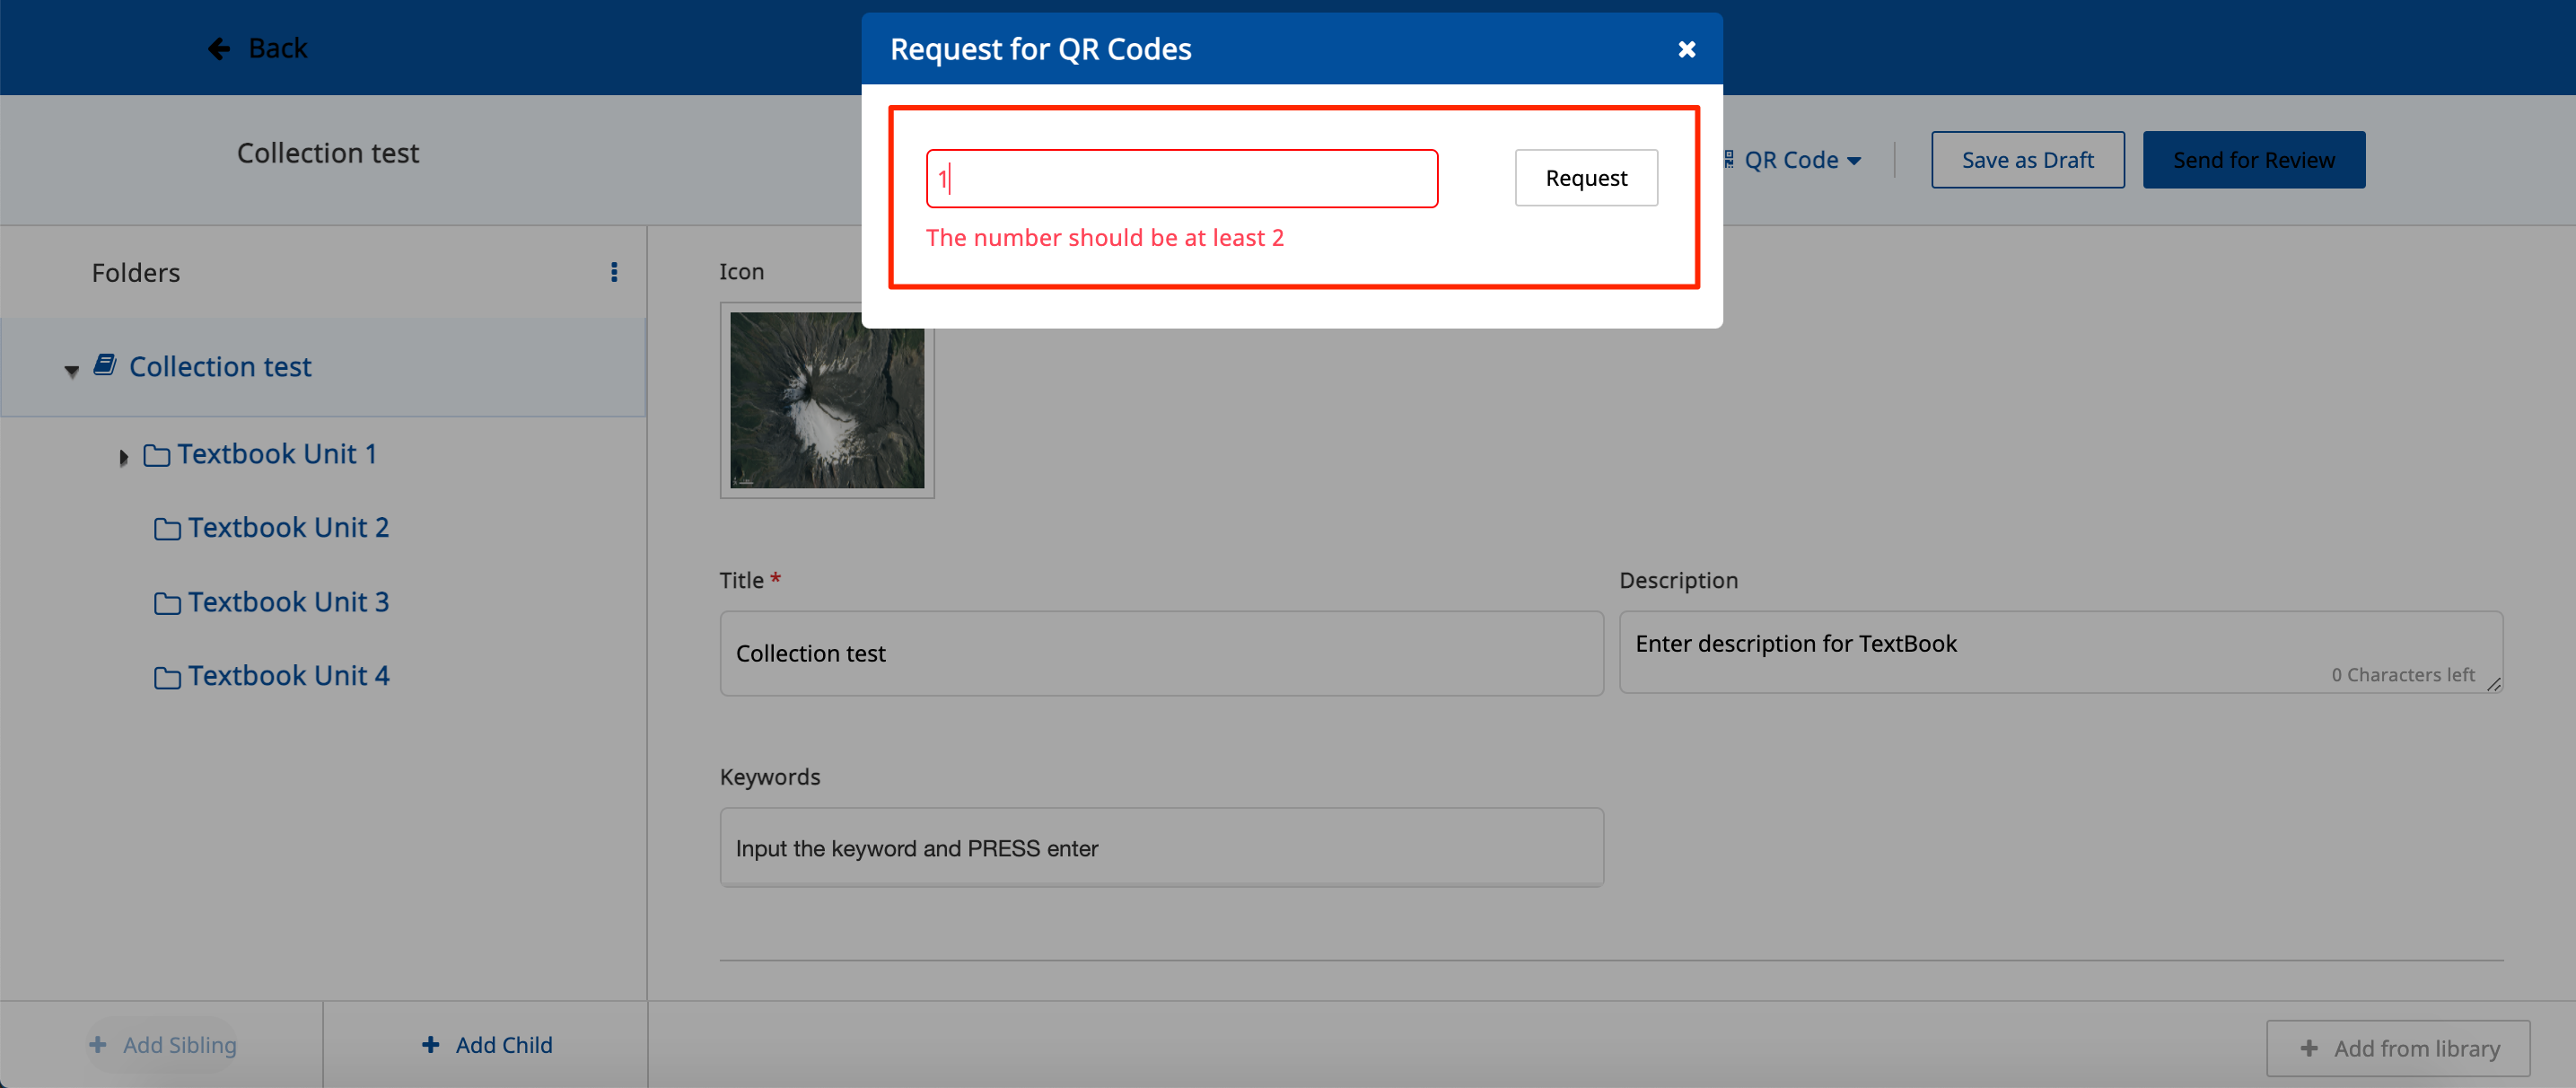 Back
Request for QR Codes
Collection test
1
Request
The number should be at least 2
QR Code
Save as Draft
Send for Review
Folders
Collection test
Textbook Unit 1
Textbook Unit 2
Textbook Unit 3
Textbook Unit 4
Icon
Title *
Collection test
Description
Enter description for TextBook
0 Characters left
Keywords
Input the keyword and PRESS enter
+ Add Sibling
+ Add Child
+ Add from library